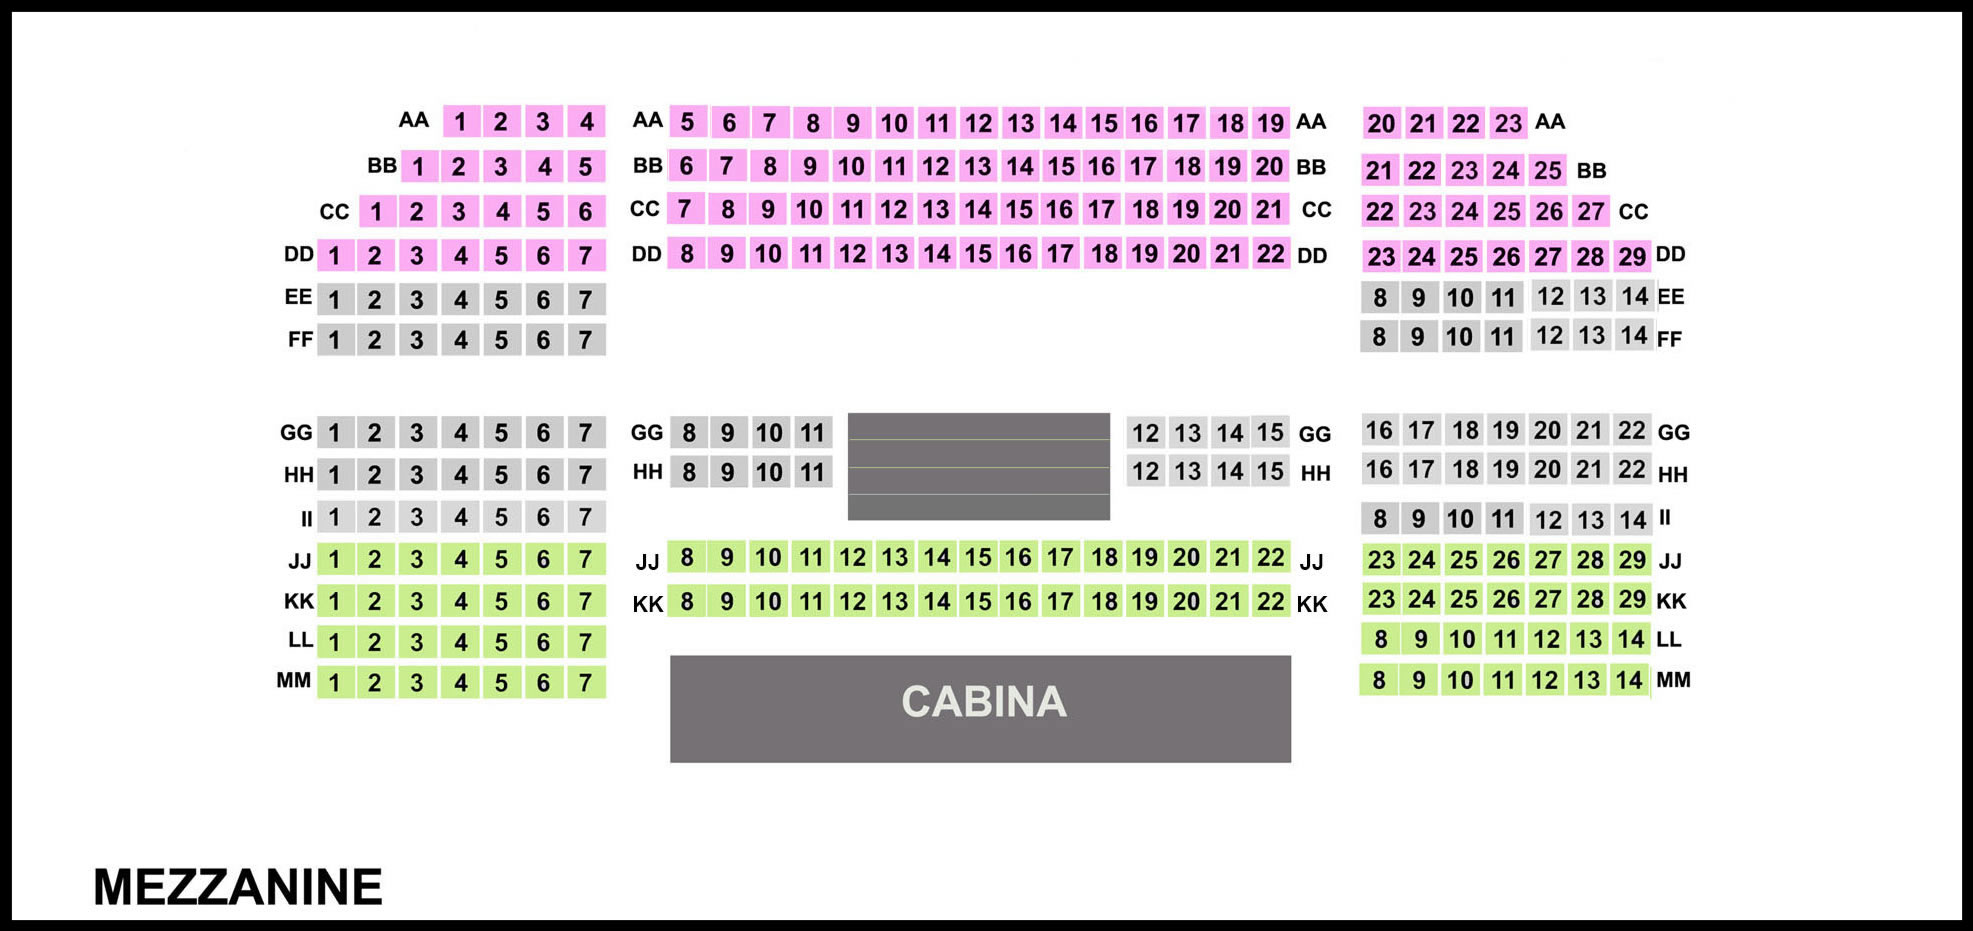 AA 1 2 3 4 AA 5 6 7 8 9 10 11 12 13 14 15 16 17 18 19 AA 20 21 22 23 AA
BB 1 2 3 4 5 BB 6 7 8 9 10 11 12 13 14 15 16 17 18 19 20 BB 21 22 23 24 25 BB
CC 1 2 3 4 5 6 CC 7 8 9 10 11 12 13 14 15 16 17 18 19 20 21 CC 22 23 24 25 26 27 CC
DD 1 2 3 4 5 6 7 DD 8 9 10 11 12 13 14 15 16 17 18 19 20 21 22 DD 23 24 25 26 27 28 29 DD
EE 1 2 3 4 5 6 7 8 9 10 11 12 13 14 EE
FF 1 2 3 4 5 6 7 8 9 10 11 12 13 14 FF
GG 1 2 3 4 5 6 7 GG 8 9 10 11 12 13 14 15 GG 16 17 18 19 20 21 22 GG
HH 1 2 3 4 5 6 7 HH 8 9 10 11 12 13 14 15 HH 16 17 18 19 20 21 22 HH
II 1 2 3 4 5 6 7 8 9 10 11 12 13 14 II
JJ 1 2 3 4 5 6 7 JJ 8 9 10 11 12 13 14 15 16 17 18 19 20 21 22 JJ 23 24 25 26 27 28 29 JJ
KK 1 2 3 4 5 6 7 KK 8 9 10 11 12 13 14 15 16 17 18 19 20 21 22 KK 23 24 25 26 27 28 29 KK
LL 1 2 3 4 5 6 7 8 9 10 11 12 13 14 LL
MM 1 2 3 4 5 6 7 8 9 10 11 12 13 14 MM
CABINA
MEZZANINE